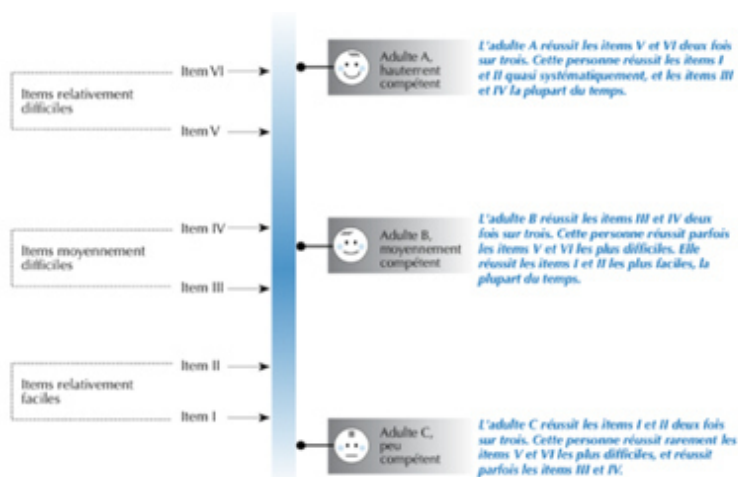 Item VI
Items relativement
difficiles
Item V
Item IV
Items moyennement
difficiles
Item III
Item II
Items relativement
faciles
Item I
Adulte A,
hautement
compétent
L'adulte A réussit les items V et VI deux fois
sur trois. Cette personne réussit les items I
et II quasi systématiquement, et les items III
et IV la plupart du temps.
Adulte B,
moyennement
compétent
L'adulte B réussit les items III et IV deux
fois sur trois. Cette personne réussit parfois
les items V et VI les plus difficiles. Elle
réussit les items I et II les plus faciles, la
plupart du temps.
Adulte C,
peu
compétent
L'adulte C réussit les items I et II deux fois
sur trois. Cette personne réussit rarement les
items V et VI les plus difficiles, et réussit
parfois les items III et IV.